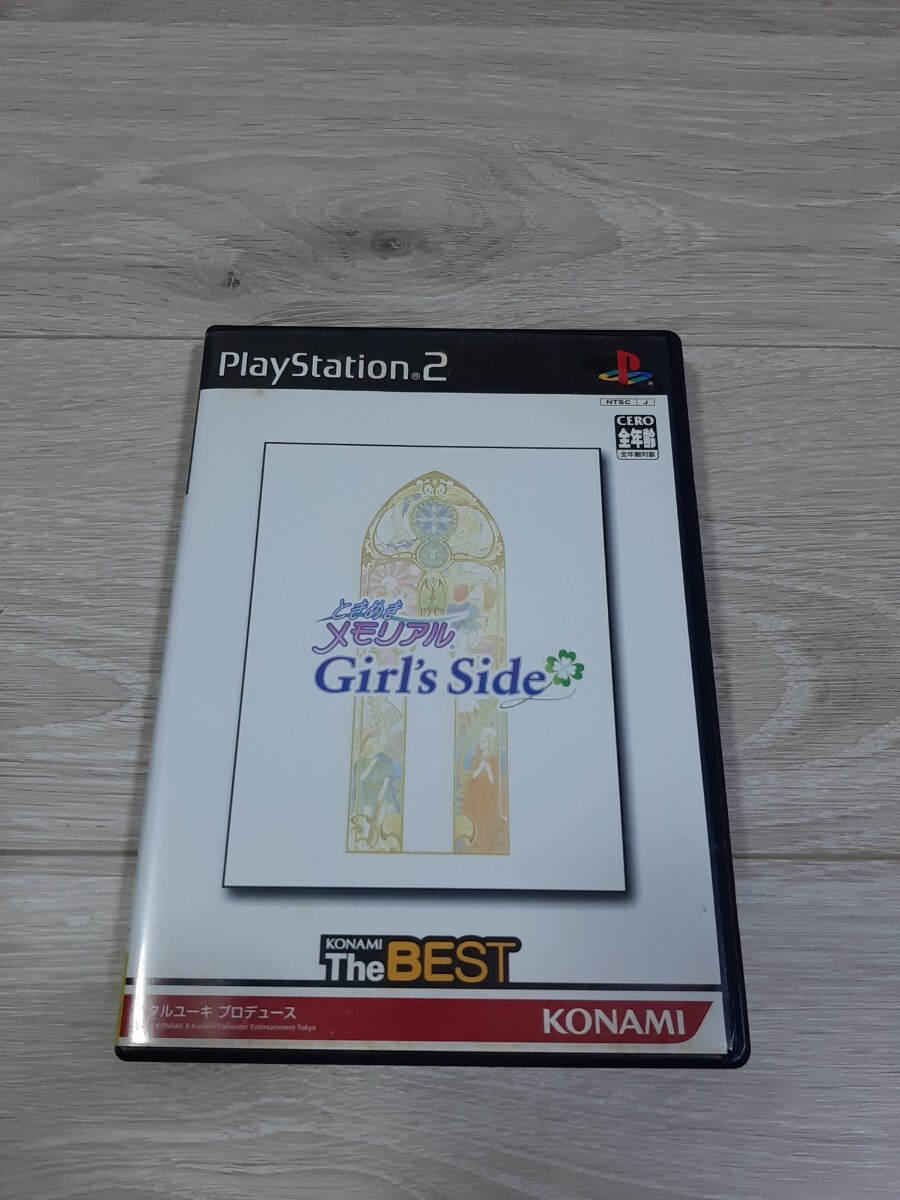 PlayStation®2
NTSC J
CERO
全年齢
全年齢対象
ときめき
メモリアル®
Girl's Side
KONAMI
The BEST
タルユーキ プロデュース
KONAMI & Konami Computer Entertainment Tokyo
KONAMI